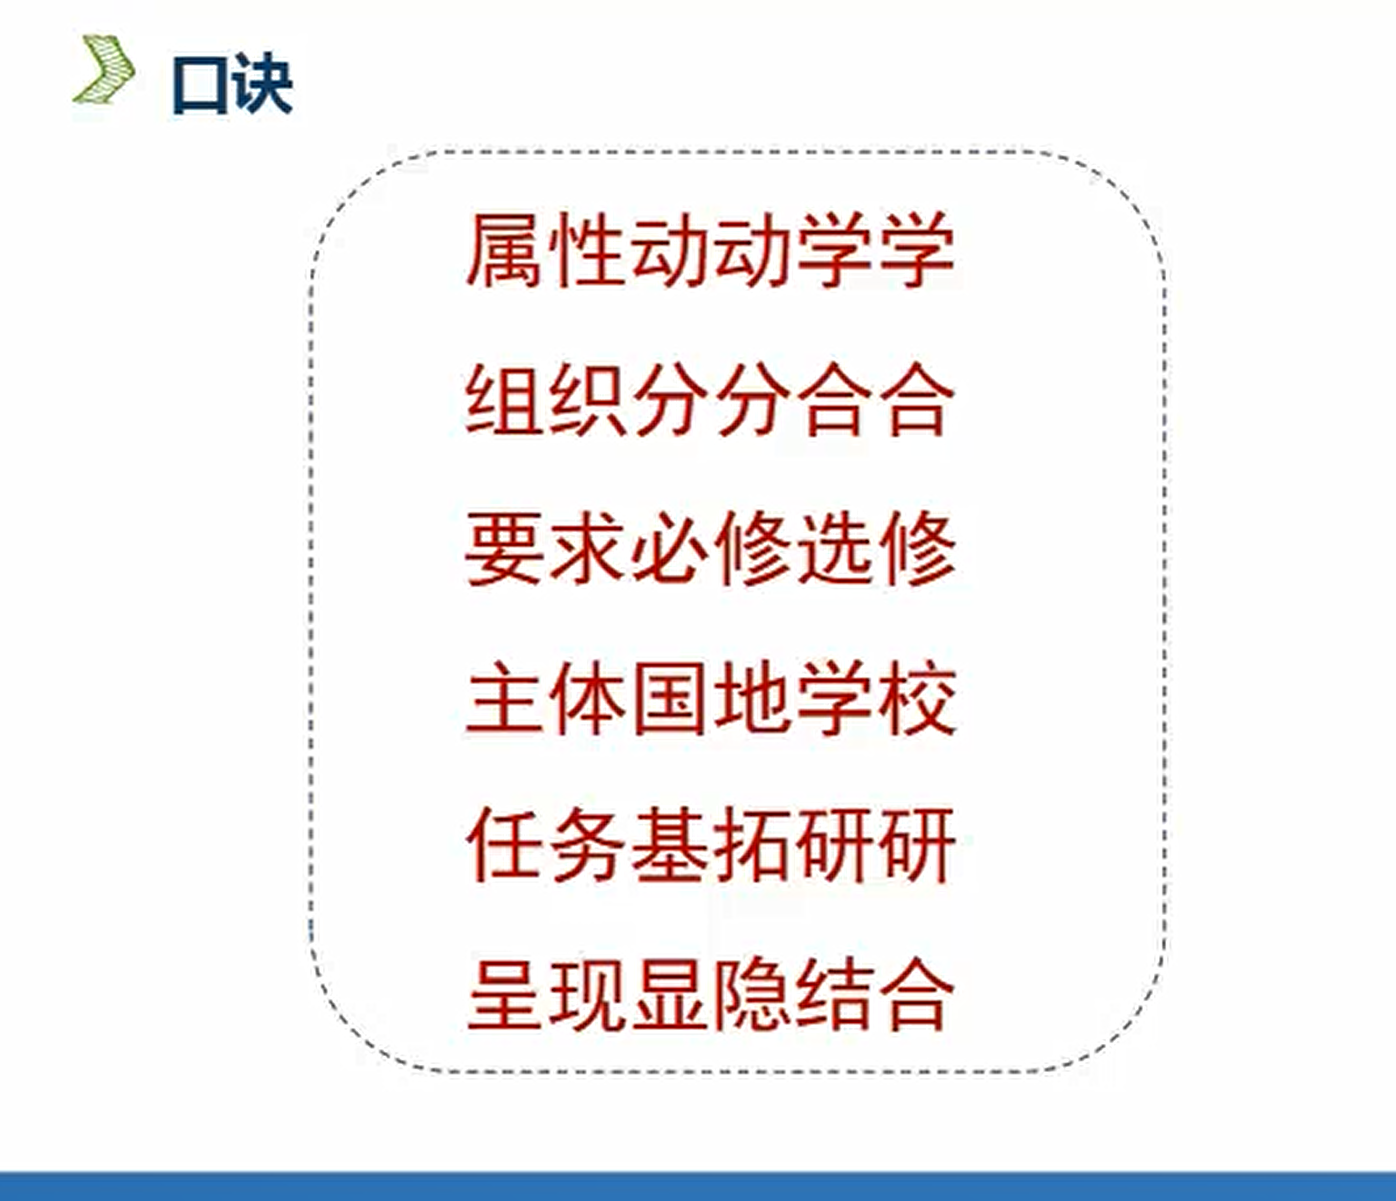 口诀
属性动动学学
组织分分合合
要求必修选修
主体国地学校
任务基拓研研
呈现显隐结合